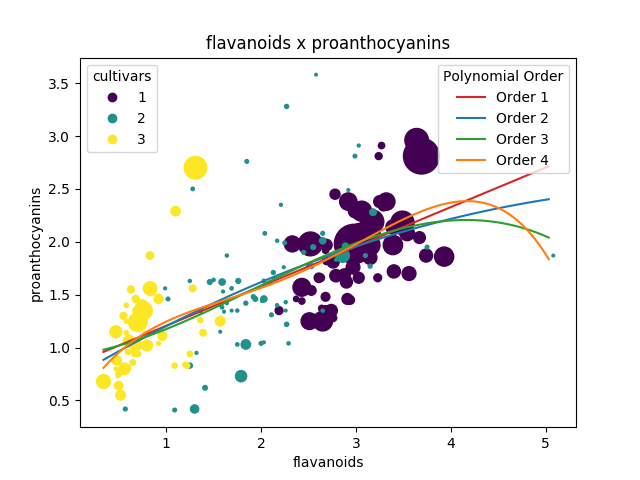 flavanoids x proanthocyanins
cultivars
1
2
3
Polynomial Order
Order 1
Order 2
Order 3
Order 4
proanthocyanins
3.5
3.0
2.5
2.0
1.5
1.0
0.5
1 2 3 4 5
flavanoids